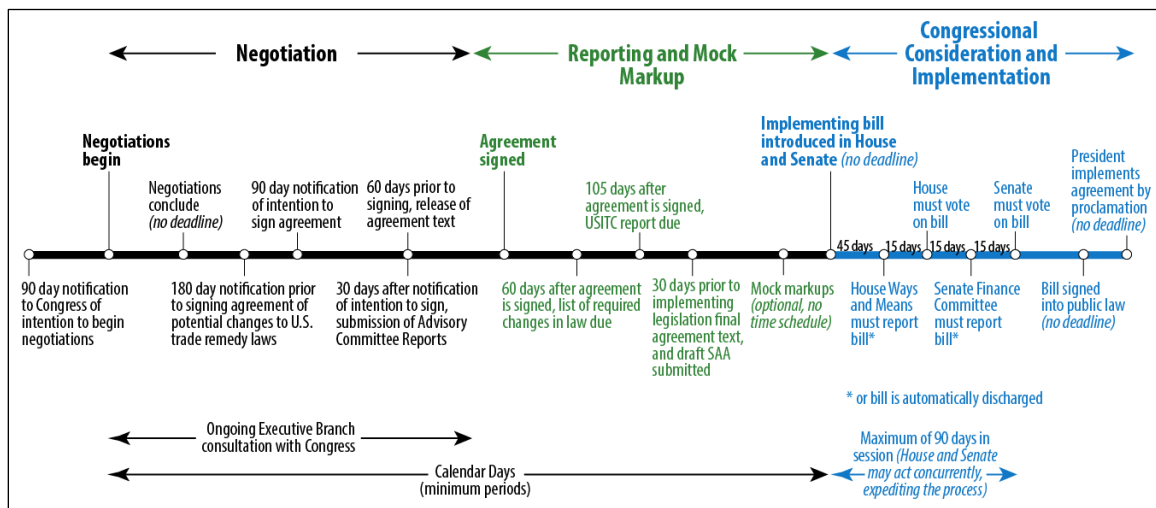 Negotiation
Reporting and Mock
Markup
Congressional
Consideration and
Implementation
Negotiations
begin
Negotiations
conclude
(no deadline)
90 day notification
of intention to
sign agreement
60 days prior to
signing, release of
agreement text
Agreement
signed
105 days after
agreement is signed,
USITC report due
Implementing bill
introduced in House
and Senate (no deadline)
House
must vote
on bill
Senate
must vote
on bill
President
implements
agreement by
proclamation
(no deadline)
45 days
15 days
15 days
15 days
90 day notification
to Congress of
intention to begin
negotiations
180 day notification prior
to signing agreement of
potential changes to U.S.
trade remedy laws
30 days after notification
of intention to sign,
submission of Advisory
Committee Reports
60 days after agreement
is signed, list of required
changes in law due
30 days prior to
implementing
legislation final
agreement text,
and draft SAA
submitted
Mock markups
(optional, no
time schedule)
House Ways
and Means
must report
bill*
Senate Finance
Committee
must report
bill*
Bill signed
into public law
(no deadline)
* or bill is automatically discharged
Ongoing Executive Branch
consultation with Congress
Calendar Days
(minimum periods)
Maximum of 90 days in
session (House and Senate
may act concurrently,
expediting the process)